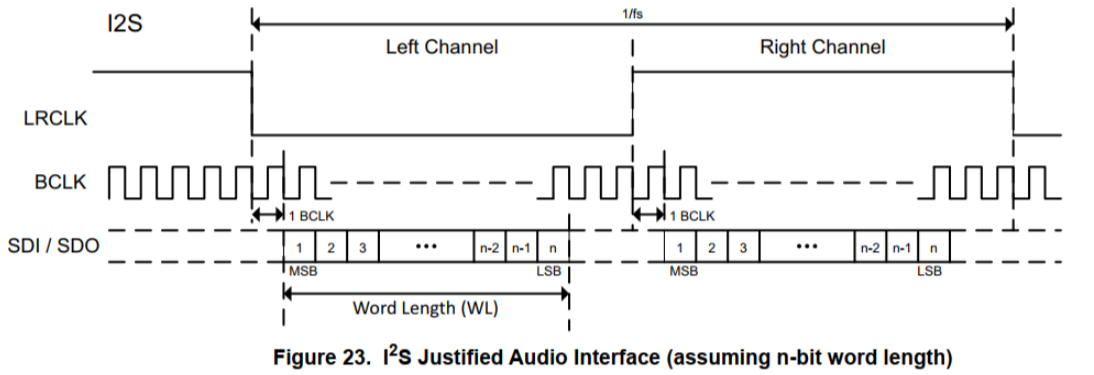 I2S
1/fs
Left Channel
Right Channel
LRCLK
BCLK
1 BCLK
1 BCLK
SDI / SDO
1 2 3 ••• n-2 n-1 n 1 2 3 ••• n-2 n-1 n
MSB LSB MSB LSB
Word Length (WL)
Figure 23. I²S Justified Audio Interface (assuming n-bit word length)